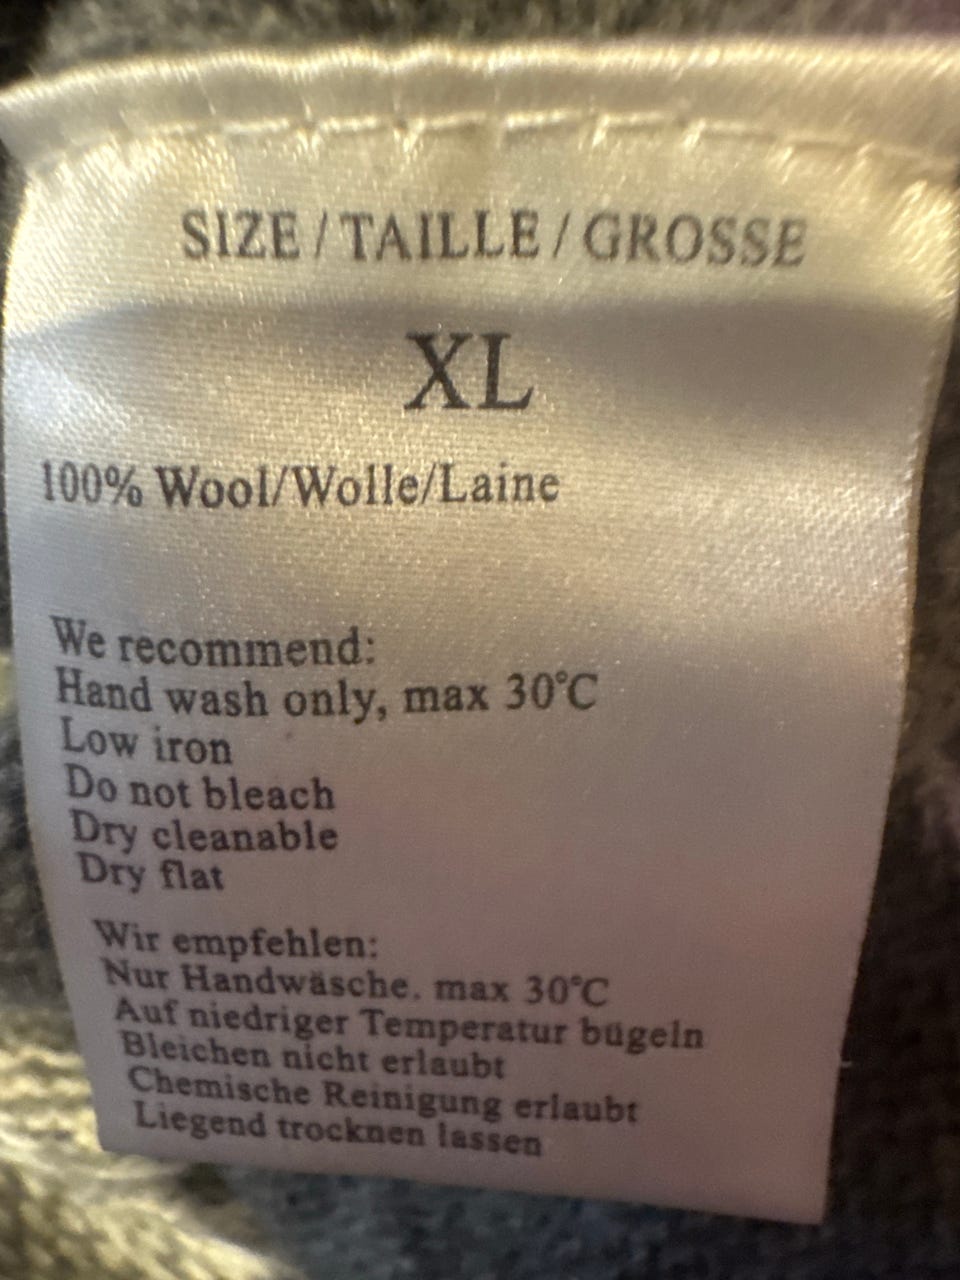 SIZE / TAILLE / GROSSE
XL
100% Wool/Wolle/Laine
We recommend:
Hand wash only, max 30°C
Low iron
Do not bleach
Dry cleanable
Dry flat
Wir empfehlen:
Nur Handwäsche. max 30°C
Auf niedriger Temperatur bügeln
Bleichen nicht erlaubt
Chemische Reinigung erlaubt
Liegend trocknen lassen